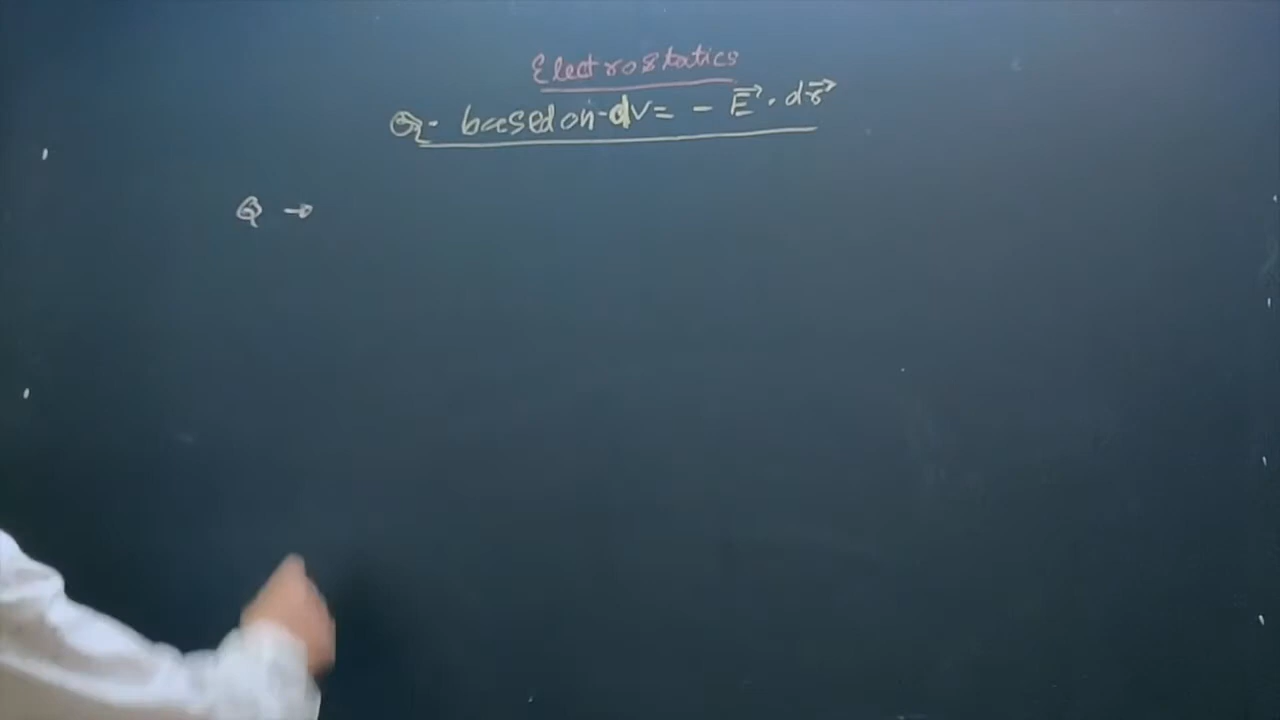 Electrostatics
Q- based on dV = - E⃗ . dr⃗
Q →